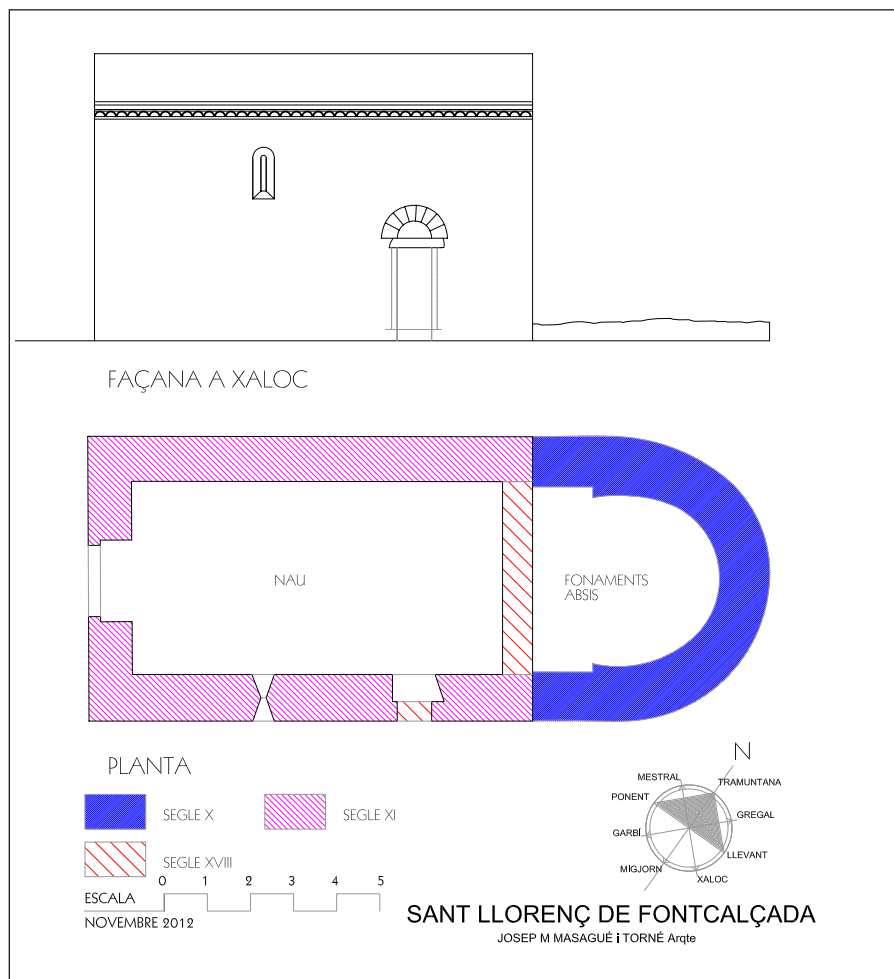 FAÇANA A XALOC
NAU
FONAMENTS
ABSIS
PLANTA
SEGLE X
SEGLE XI
SEGLE XVIII
ESCALA
0 1 2 3 4 5
NOVEMBRE 2012
N
MESTRAL
TRAMUNTANA
PONENT
GREGAL
GARBÍ
LLEVANT
MIGJORN
XALOC
SANT LLORENÇ DE FONTCALÇADA
JOSEP M MASAGUÉ i TORNÉ Arqte